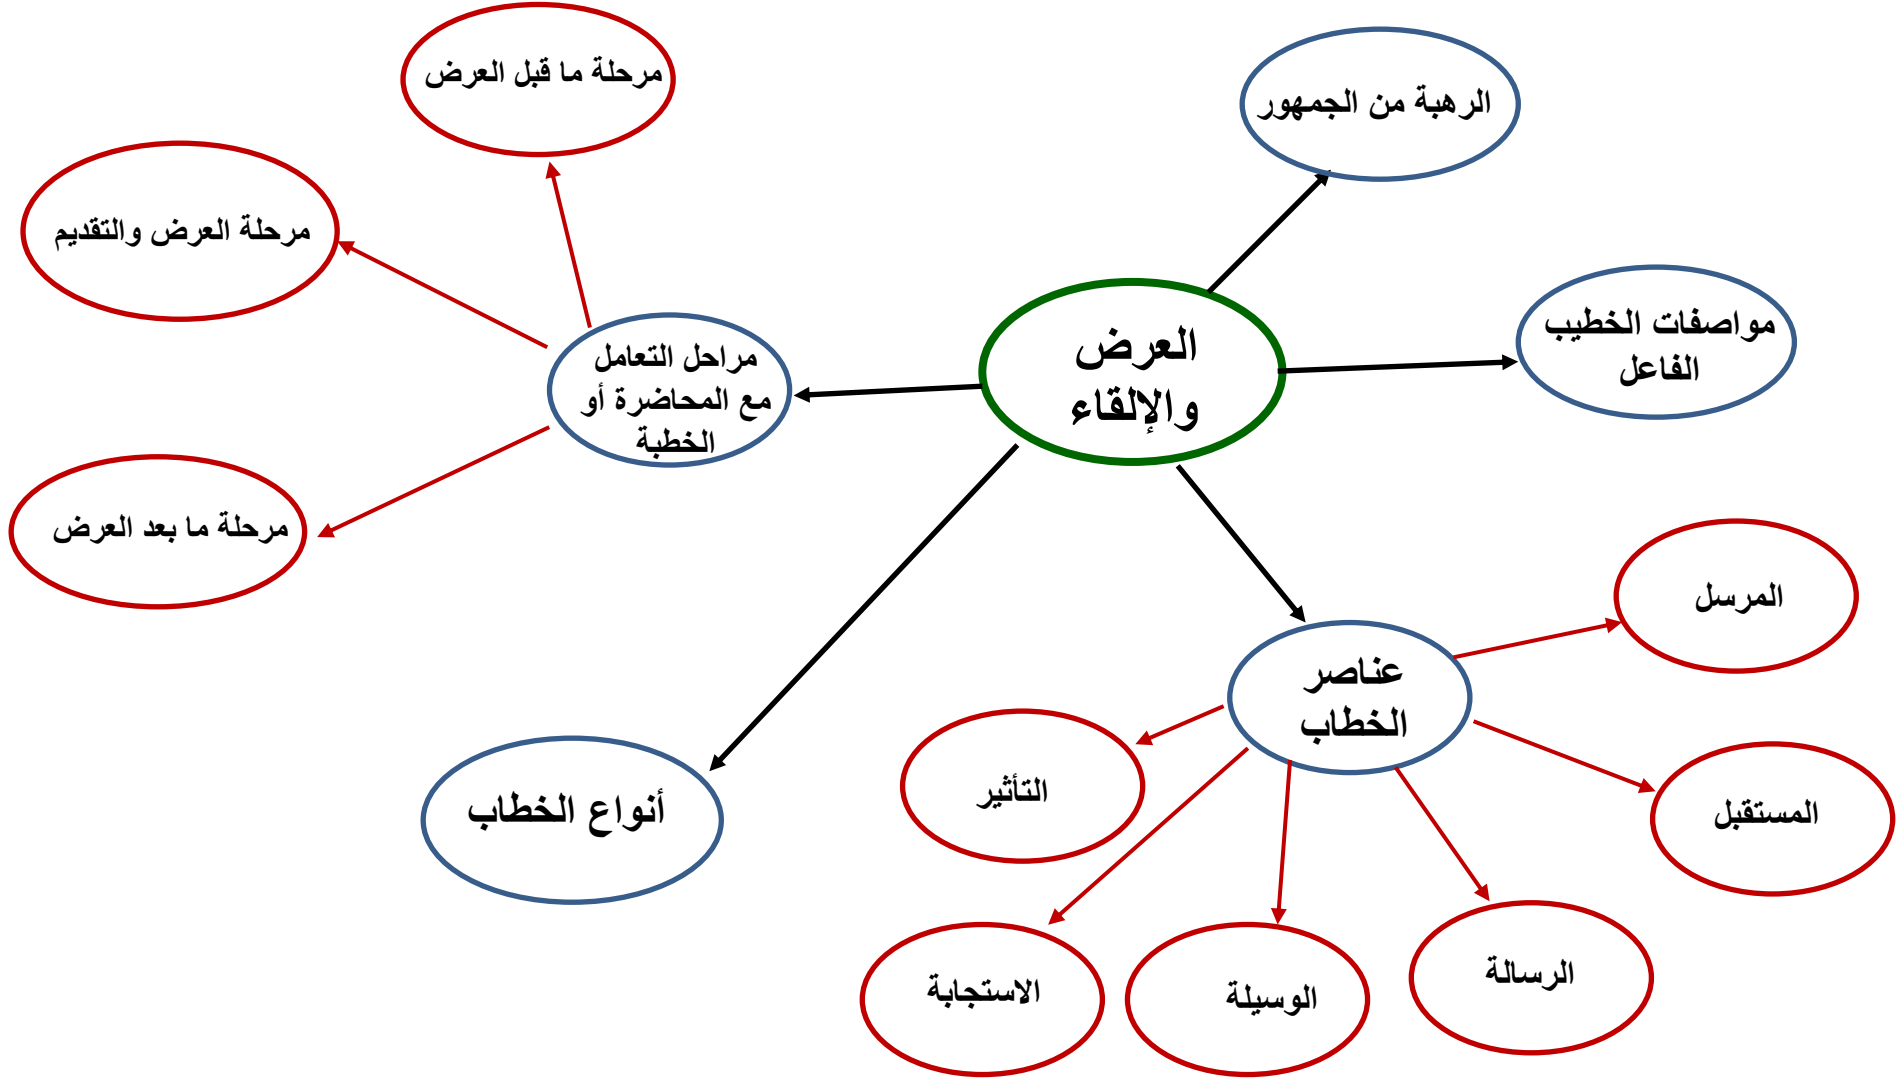 مرحلة ما قبل العرض
الرهبة من الجمهور
مرحلة العرض والتقديم
مواصفات الخطيب
الفاعل
العرض
والإلقاء
مراحل التعامل
مع المحاضرة أو
الخطبة
مرحلة ما بعد العرض
المرسل
عناصر
الخطاب
التأثير
المستقبل
أنواع الخطاب
الرسالة
الوسيلة
الاستجابة